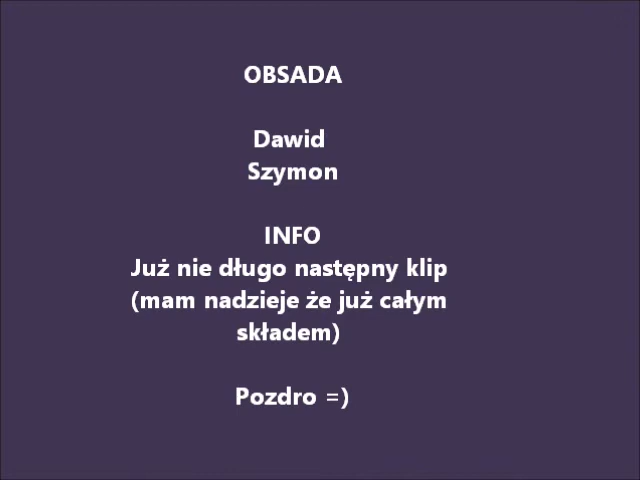 OBSADA
Dawid
Szymon
INFO
Już nie długo następny klip
(mam nadzieje że już całym
składem)
Pozdro =)